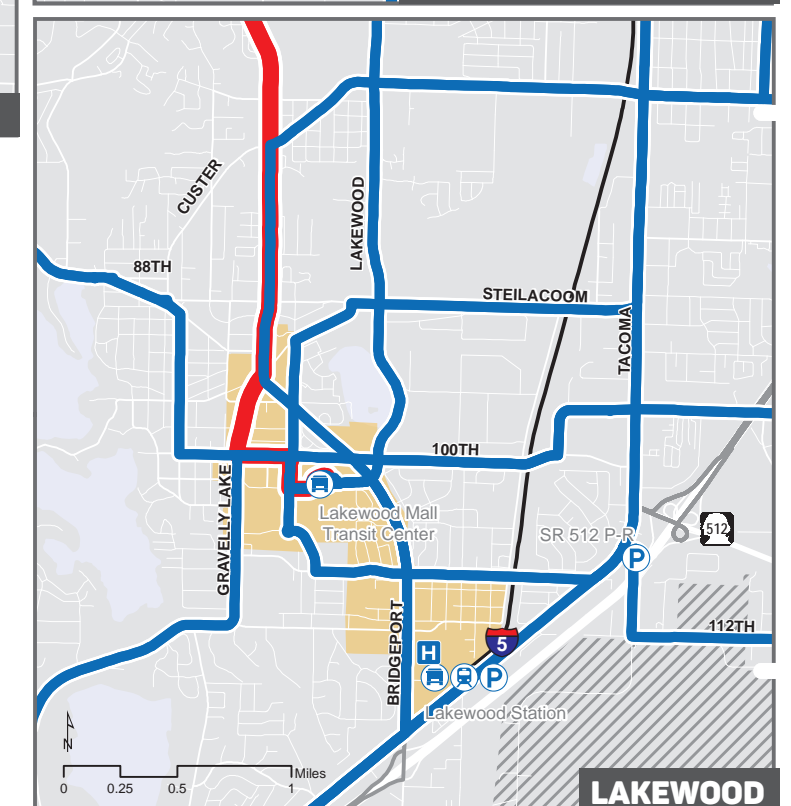 CUSTER
LAKEWOOD
88TH
STEILACOOM
TACOMA
100TH
GRAVELLY LAKE
Lakewood Mall
Transit Center
SR 512 P-R
512
P
BRIDGEPORT
112TH
5
H
P
Lakewood Station
N
Miles
0 0.25 0.5 1
LAKEWOOD